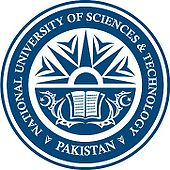 NATIONAL UNIVERSITY OF SCIENCES & TECHNOLOGY
PAKISTAN